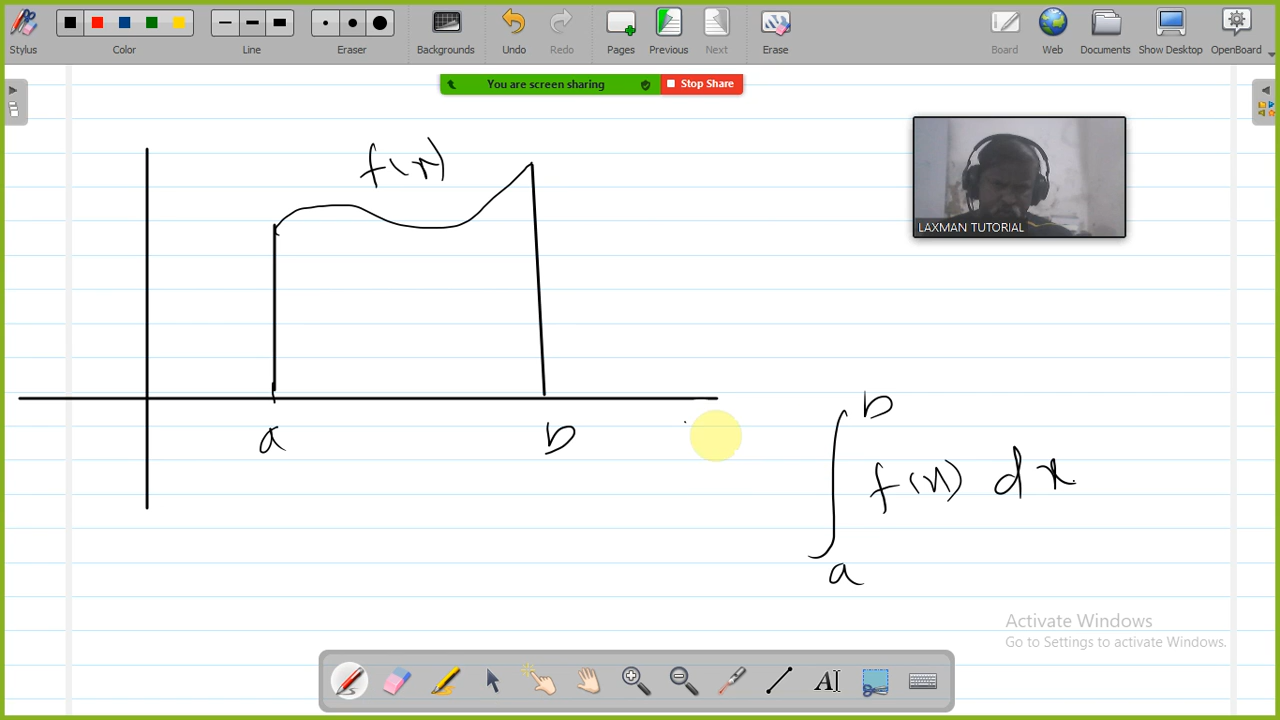 Stylus Color Line Eraser Backgrounds Undo Redo Pages Previous Next Erase Board Web Documents Show Desktop OpenBoard
You are screen sharing Stop Share
f(x)
LAXMAN TUTORIAL
a b
∫ b
f(x) dx
a
Activate Windows
Go to Settings to activate Windows.
AI